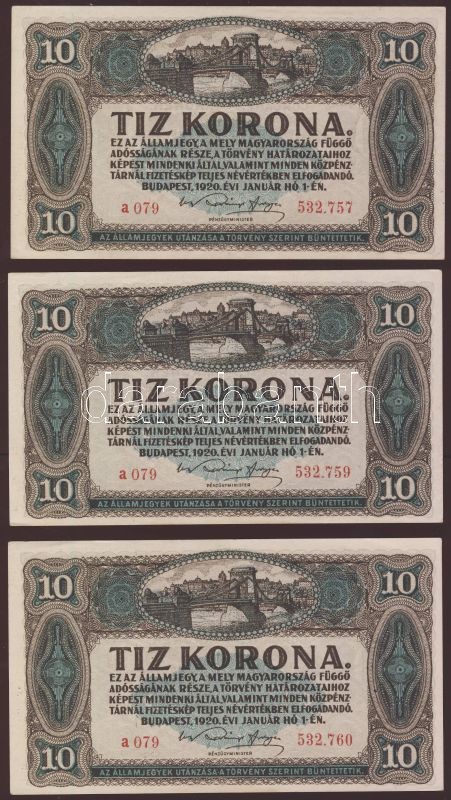 10 10
TIZ KORONA.
EZ AZ ÁLLAMJEGY, A MELY MAGYARORSZÁG FÜGGŐ
ADÓSSÁGÁNAK RÉSZE, A TÖRVÉNY HATÁROZATAIHOZ
KÉPEST MINDENKI ÁLTAL, VALAMINT MINDEN KÖZPÉNZ-
TÁRNÁL FIZETÉSKÉP TELJES NÉVÉRTÉKBEN ELFOGADANDÓ.
BUDAPEST, 1920. ÉVI JANUÁR HÓ 1-ÉN.
10 a 079 532.757 10
PÉNZÜGYMINISTER
AZ ÁLLAMJEGYEK UTÁNZÁSA A TÖRVÉNY SZERINT BÜNTETTETIK.
10 10
TIZ KORONA.
EZ AZ ÁLLAMJEGY, A MELY MAGYARORSZÁG FÜGGŐ
ADÓSSÁGÁNAK RÉSZE, A TÖRVÉNY HATÁROZATAIHOZ
KÉPEST MINDENKI ÁLTAL, VALAMINT MINDEN KÖZPÉNZ-
TÁRNÁL FIZETÉSKÉP TELJES NÉVÉRTÉKBEN ELFOGADANDÓ.
BUDAPEST, 1920. ÉVI JANUÁR HÓ 1-ÉN.
10 a 079 532.759 10
PÉNZÜGYMINISTER
AZ ÁLLAMJEGYEK UTÁNZÁSA A TÖRVÉNY SZERINT BÜNTETTETIK.
10 10
TIZ KORONA.
EZ AZ ÁLLAMJEGY, A MELY MAGYARORSZÁG FÜGGŐ
ADÓSSÁGÁNAK RÉSZE, A TÖRVÉNY HATÁROZATAIHOZ
KÉPEST MINDENKI ÁLTAL, VALAMINT MINDEN KÖZPÉNZ-
TÁRNÁL FIZETÉSKÉP TELJES NÉVÉRTÉKBEN ELFOGADANDÓ.
BUDAPEST, 1920. ÉVI JANUÁR HÓ 1-ÉN.
10 a 079 532.760 10
PÉNZÜGYMINISTER
AZ ÁLLAMJEGYEK UTÁNZÁSA A TÖRVÉNY SZERINT BÜNTETTETIK.